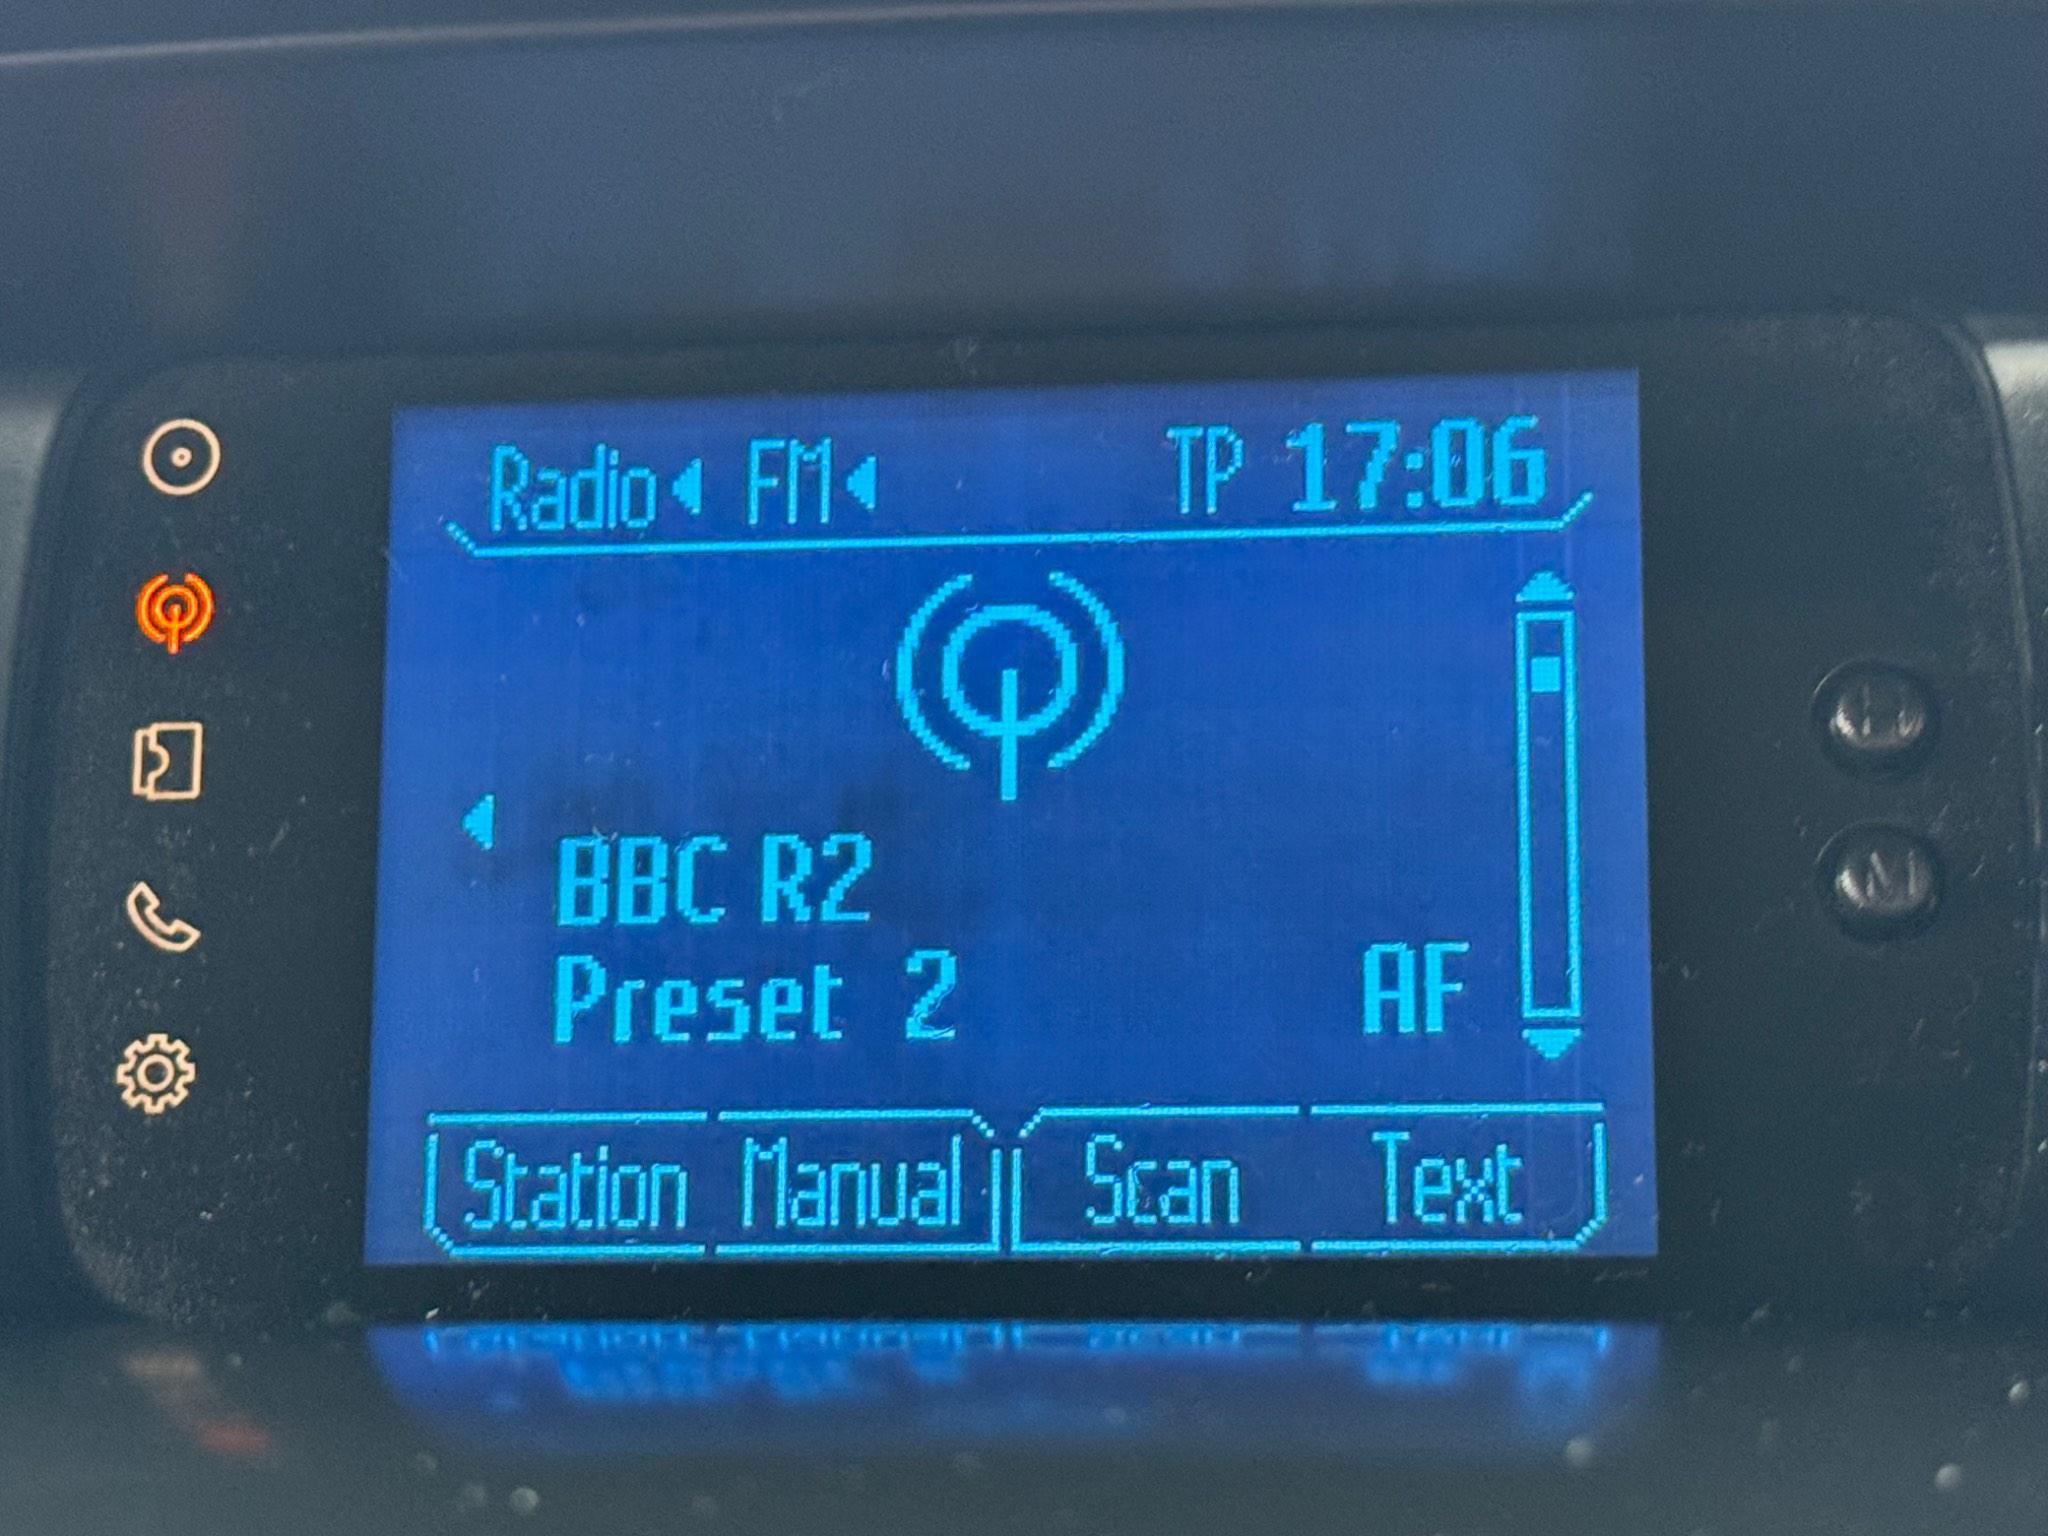 Radio FM TP 17:06
BBC R2
Preset 2 AF
Station Manual Scan Text
H
M